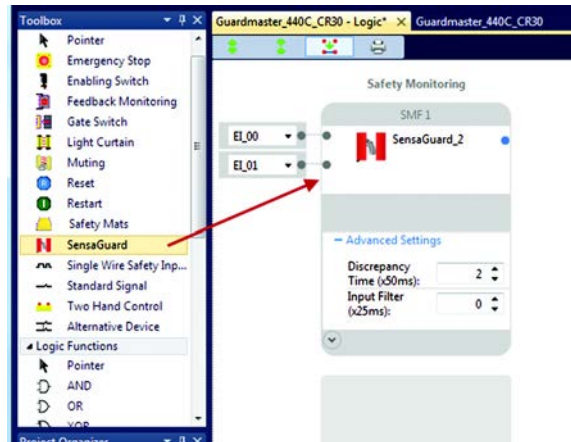 Toolbox
Pointer
Emergency Stop
Enabling Switch
Feedback Monitoring
Gate Switch
Light Curtain
Muting
Reset
Restart
Safety Mats
SensaGuard
Single Wire Safety Inp...
Standard Signal
Two Hand Control
Alternative Device
Logic Functions
Pointer
AND
OR
XOR
Project Organizer
Guardmaster_440C_CR30 - Logic*
Guardmaster_440C_CR30
Safety Monitoring
SMF 1
EI_00
SensaGuard_2
EI_01
Advanced Settings
Discrepancy
Time (x50ms): 2
Input Filter
(x25ms): 0